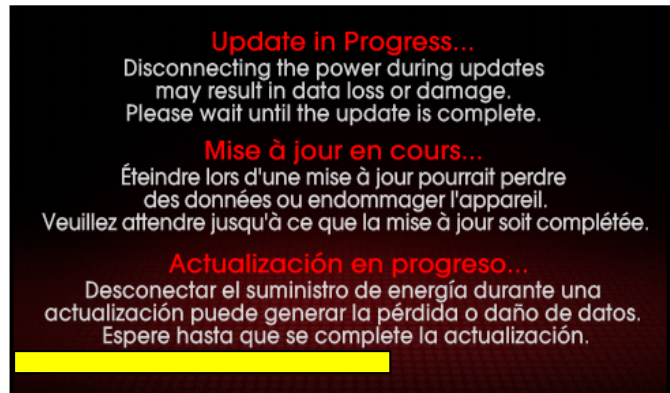 Update in Progress...
Disconnecting the power during updates
may result in data loss or damage.
Please wait until the update is complete.
Mise à jour en cours...
Éteindre lors d'une mise à jour pourrait perdre
des données ou endommager l'appareil.
Veuillez attendre jusqu'à ce que la mise à jour soit complétée.
Actualización en progreso...
Desconectar el suministro de energía durante una
actualización puede generar la pérdida o daño de datos.
Espere hasta que se complete la actualización.